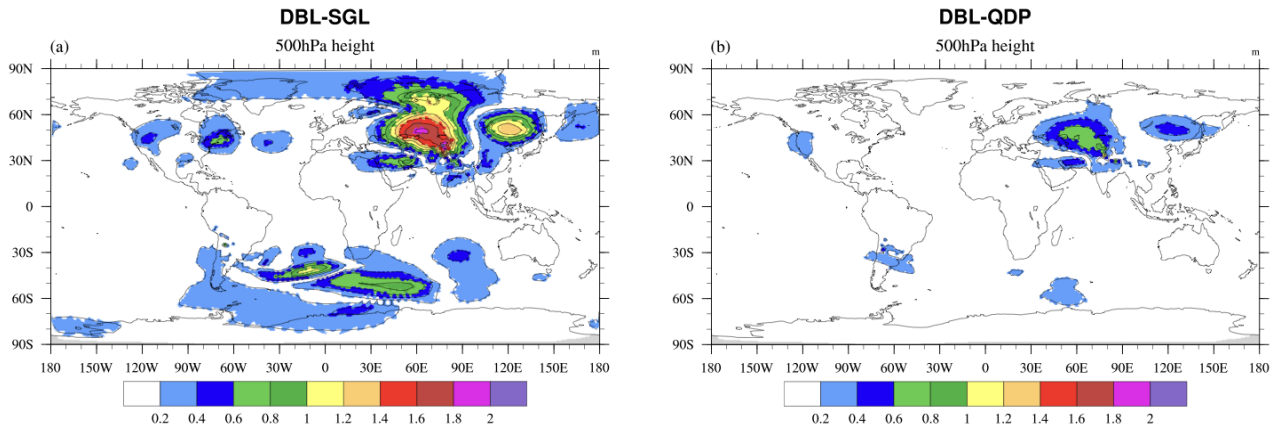 DBL-SGL
(a)
500hPa height
m
90N
60N
30N
0
30S
60S
90S
180 150W 120W 90W 60W 30W 0 30E 60E 90E 120E 150E 180
0.2 0.4 0.6 0.8 1 1.2 1.4 1.6 1.8 2
DBL-QDP
(b)
500hPa height
m
90N
60N
30N
0
30S
60S
90S
180 150W 120W 90W 60W 30W 0 30E 60E 90E 120E 150E 180
0.2 0.4 0.6 0.8 1 1.2 1.4 1.6 1.8 2